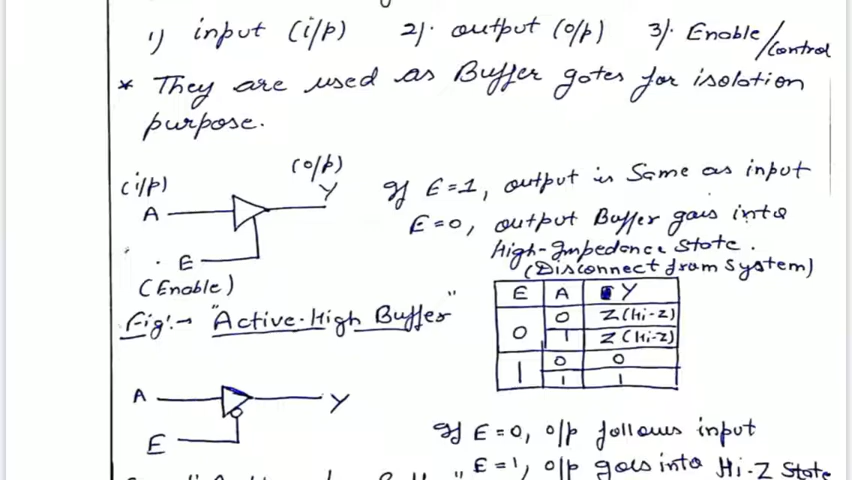 1) input (i/p) 2). output (o/p) 3). Enable/control
* They are used as Buffer gates for isolation
purpose.
(i/p) (o/p)
A Y
E
(Enable)
If E=1, output is Same as input
E=0, output Buffer goes into
High-Impedence State.
(Disconnect from System)
Fig:→ "Active-High Buffer"
E A Y
0 0 Z (Hi-Z)
1 Z (Hi-Z)
1 0 0
1 1
A Y
E
If E=0, o/p follows input
E=1, o/p goes into Hi-Z State